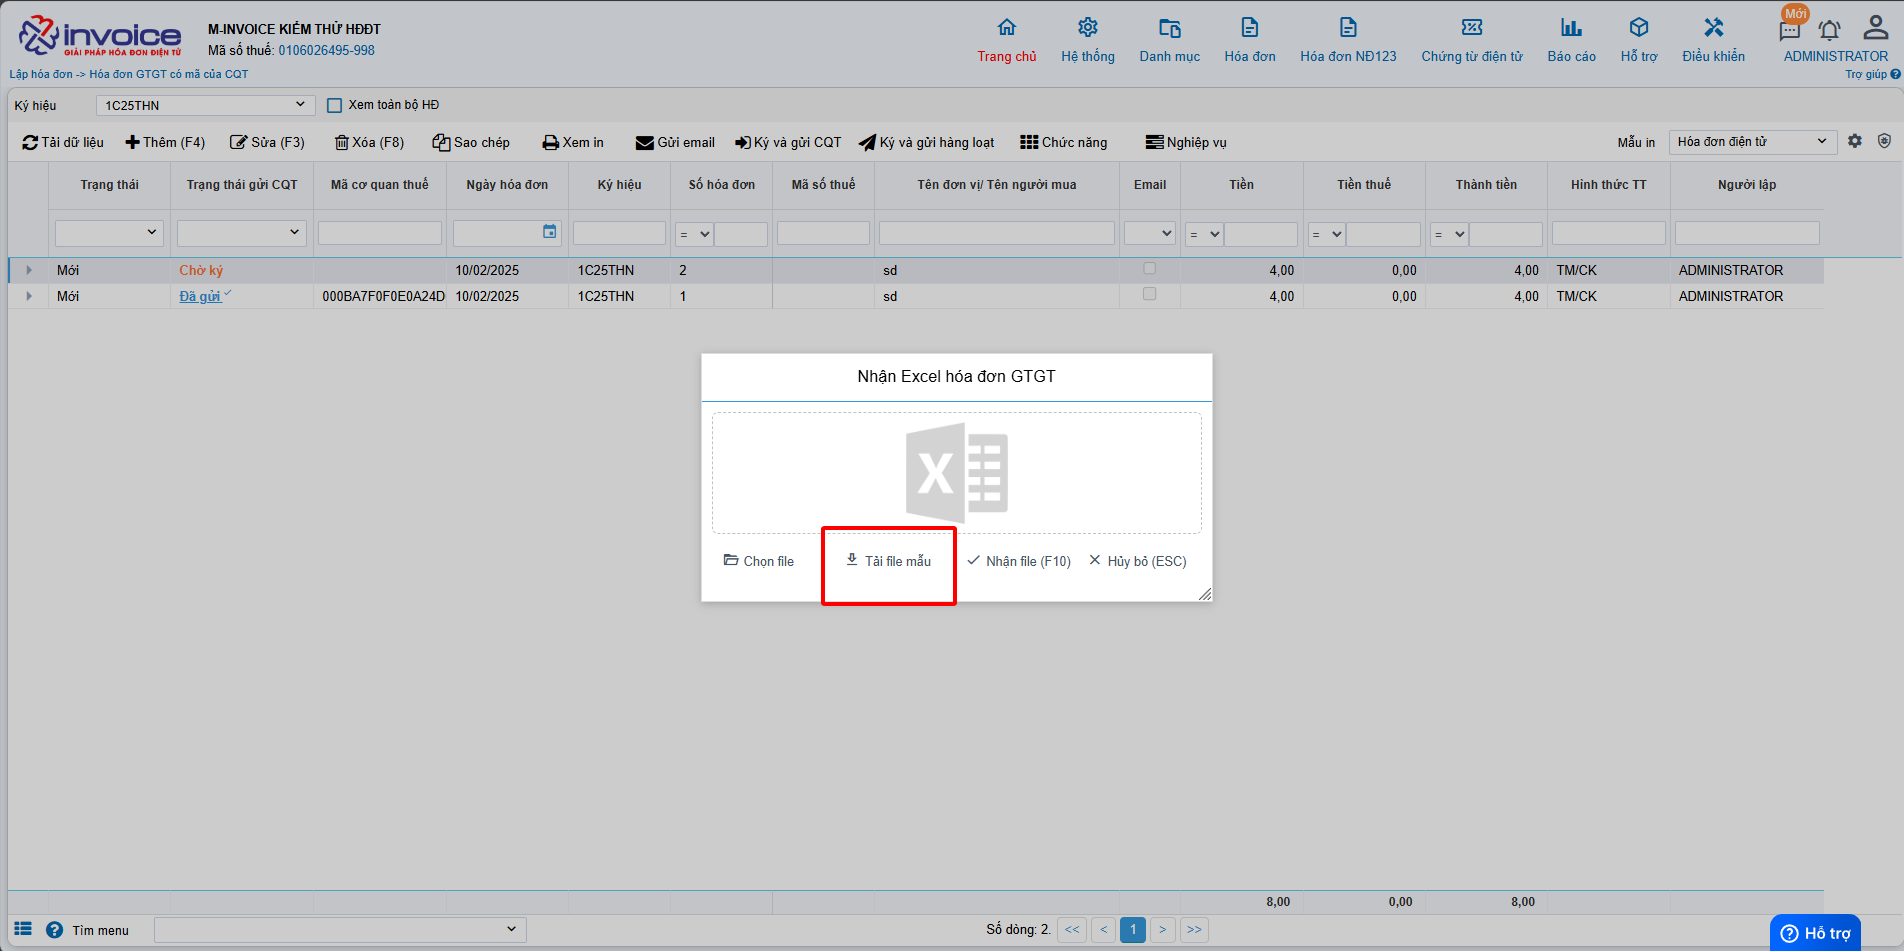 invoice
GIẢI PHÁP HÓA ĐƠN ĐIỆN TỬ
M-INVOICE KIỂM THỬ HĐĐT
Mã số thuế: 0106026495-998
Trang chủ
Hệ thống
Danh mục
Hóa đơn
Hóa đơn NĐ123
Chứng từ điện tử
Báo cáo
Hỗ trợ
Điều khiển
Mới
ADMINISTRATOR
Lập hóa đơn -> Hóa đơn GTGT có mã của CQT
Trợ giúp
Ký hiệu 1C25THN Xem toàn bộ HĐ
Tải dữ liệu Thêm (F4) Sửa (F3) Xóa (F8) Sao chép Xem in Gửi email Ký và gửi CQT Ký và gửi hàng loạt Chức năng Nghiệp vụ Mẫu in Hóa đơn điện tử
Trạng thái Trạng thái gửi CQT Mã cơ quan thuế Ngày hóa đơn Ký hiệu Số hóa đơn Mã số thuế Tên đơn vị/ Tên người mua Email Tiền Tiền thuế Thành tiền Hình thức TT Người lập
= = = =
Mới Chờ ký 10/02/2025 1C25THN 2 sd 4,00 0,00 4,00 TM/CK ADMINISTRATOR
Mới Đã gửi 000BA7F0F0E0A24D 10/02/2025 1C25THN 1 sd 4,00 0,00 4,00 TM/CK ADMINISTRATOR
Nhận Excel hóa đơn GTGT
X
Chọn file Tải file mẫu Nhận file (F10) Hủy bỏ (ESC)
8,00 0,00 8,00
Tìm menu
Số dòng: 2. << < 1 > >>
Hỗ trợ